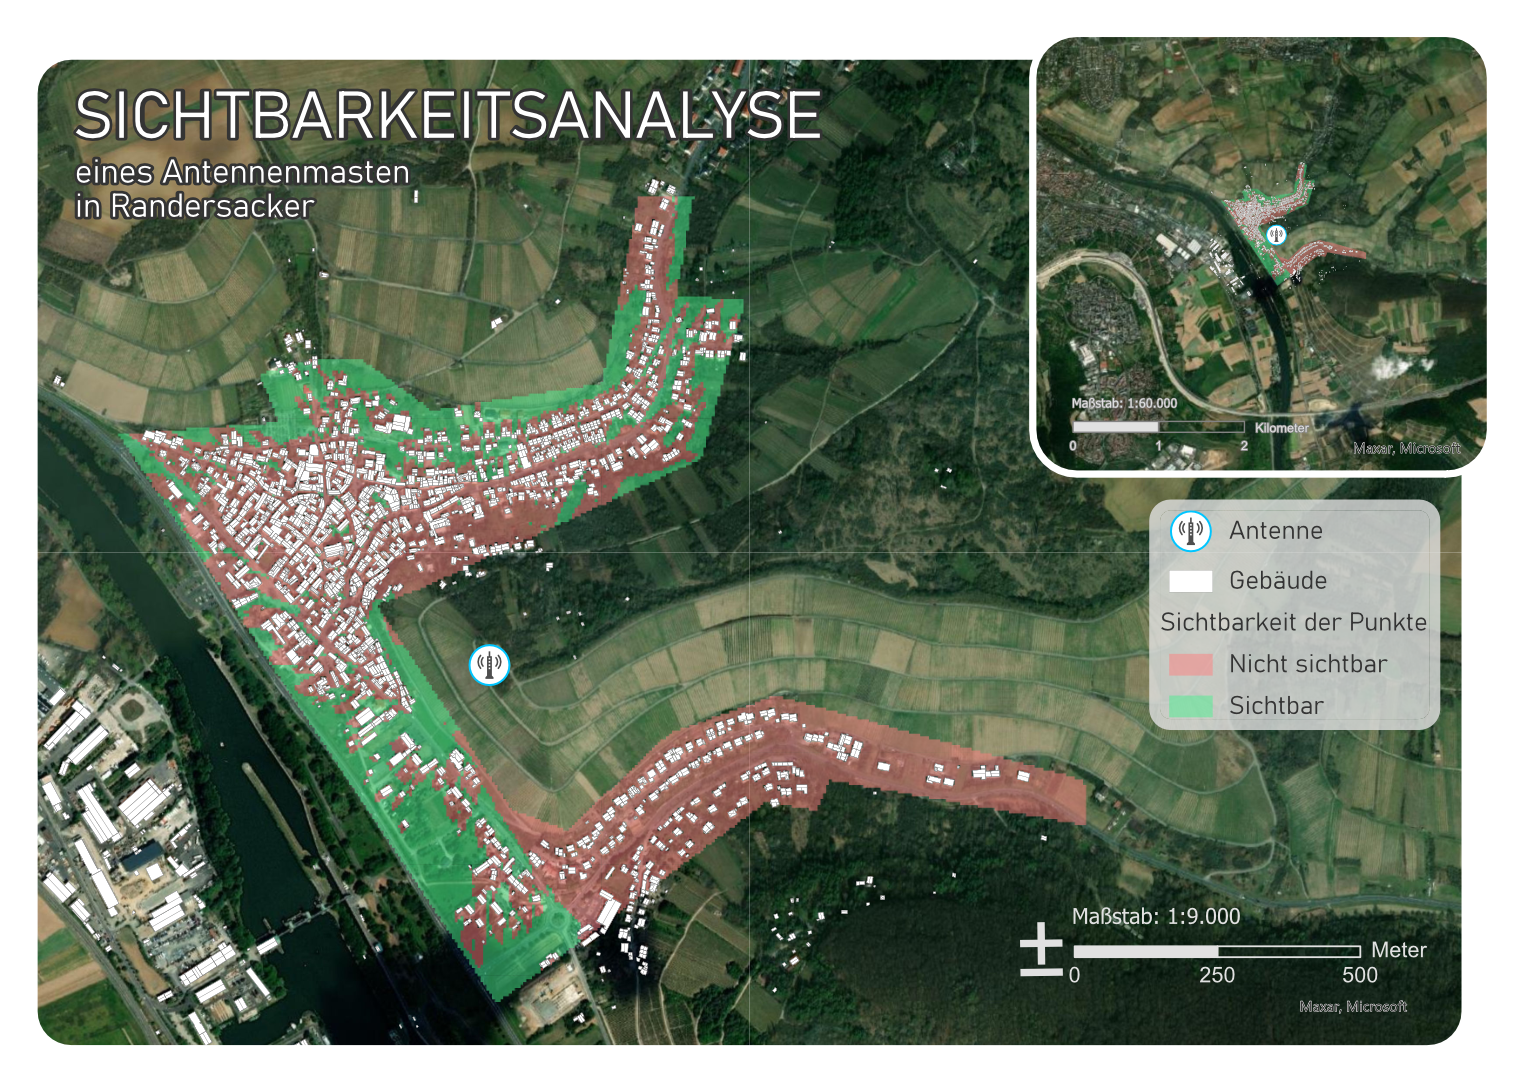 SICHTBARKEITSANALYSE
eines Antennenmasten
in Randersacker
Maßstab: 1:60.000
Kilometer
0 1 2
Maxar, Microsoft
Antenne
Gebäude
Sichtbarkeit der Punkte
Nicht sichtbar
Sichtbar
Maßstab: 1:9.000
Meter
0 250 500
Maxar, Microsoft